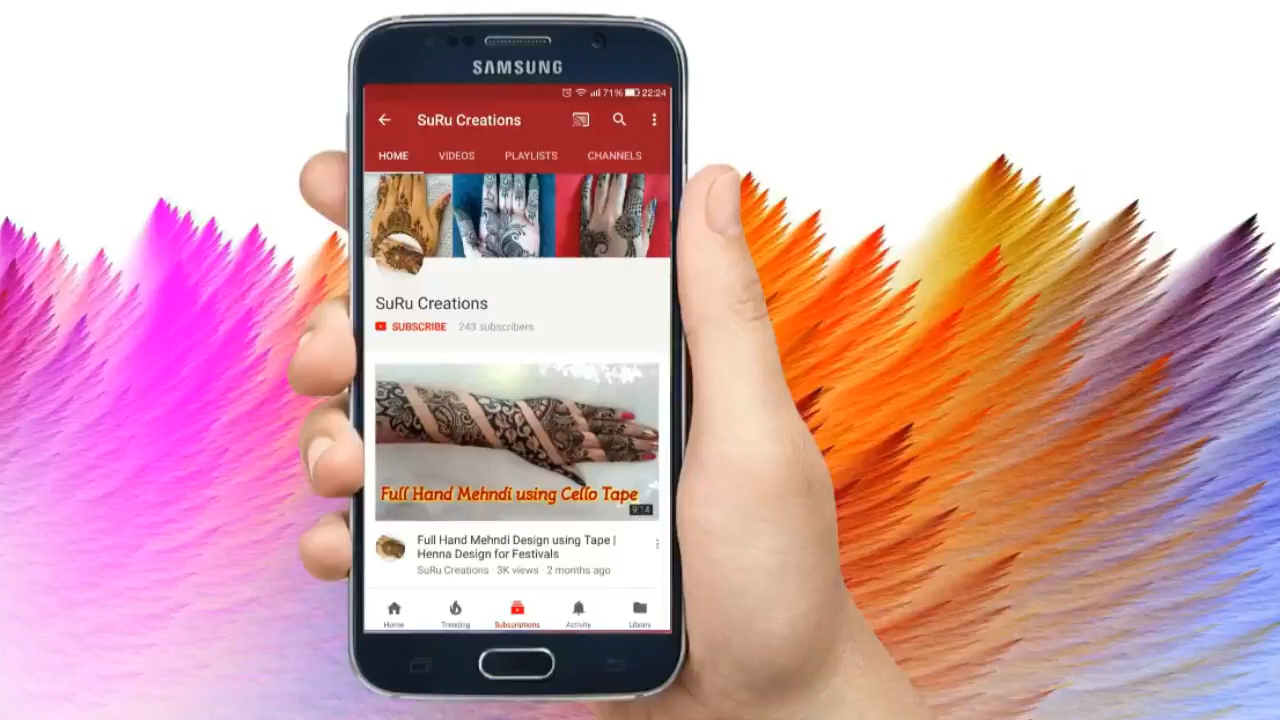 SAMSUNG
71% 22:24
SuRu Creations
HOME VIDEOS PLAYLISTS CHANNELS
SuRu Creations
SUBSCRIBE 243 subscribers
Full Hand Mehndi using Cello Tape
9:14
Full Hand Mehndi Design using Tape |
Henna Design for Festivals
SuRu Creations · 3K views · 2 months ago
Home Trending Subscriptions Activity Library